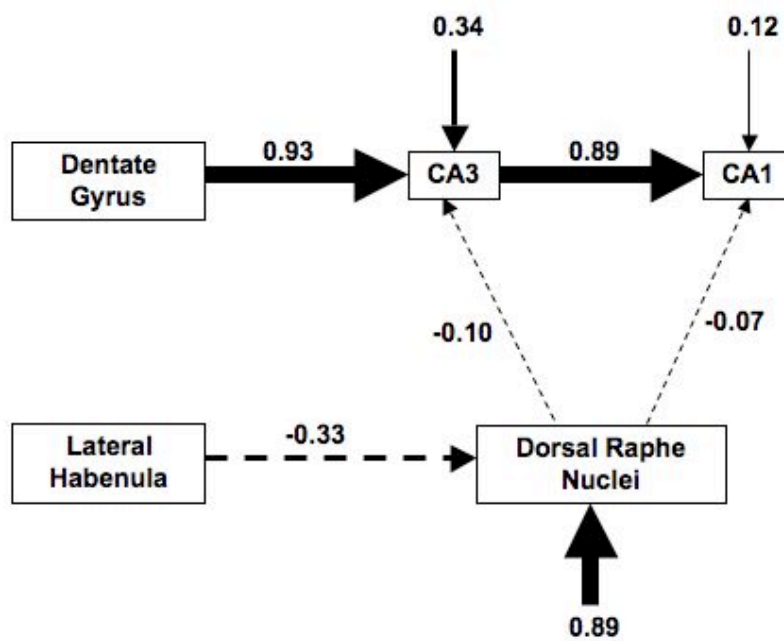 0.34
0.12
Dentate
Gyrus
0.93
CA3
0.89
CA1
-0.10
-0.07
Lateral
Habenula
-0.33
Dorsal Raphe
Nuclei
0.89